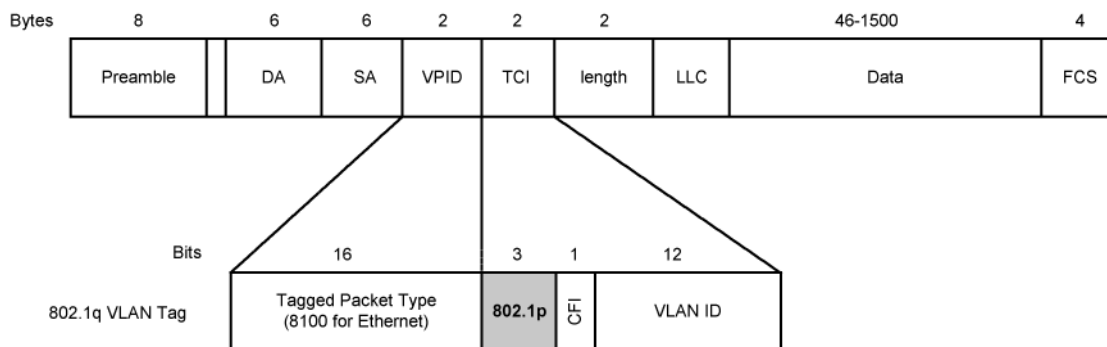 Bytes 8 6 6 2 2 2 46-1500 4
Preamble DA SA VPID TCI length LLC Data FCS
Bits 16 3 1 12
802.1q VLAN Tag
Tagged Packet Type
(8100 for Ethernet)
802.1p
CFI
VLAN ID